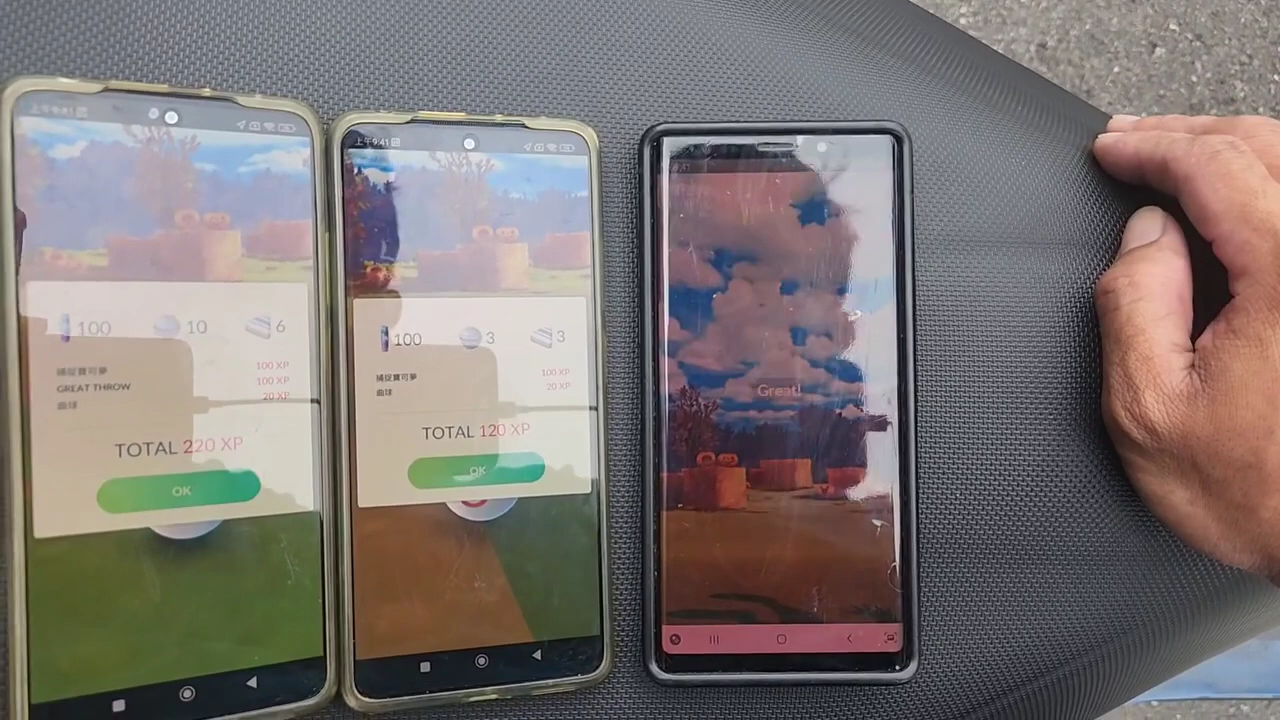 上午9:41
100 10 6
捕捉寶可夢 100 XP
GREAT THROW 100 XP
曲球 20 XP
TOTAL 220 XP
OK
上午9:41
100 3 3
捕捉寶可夢 100 XP
曲球 20 XP
TOTAL 120 XP
OK
Great!